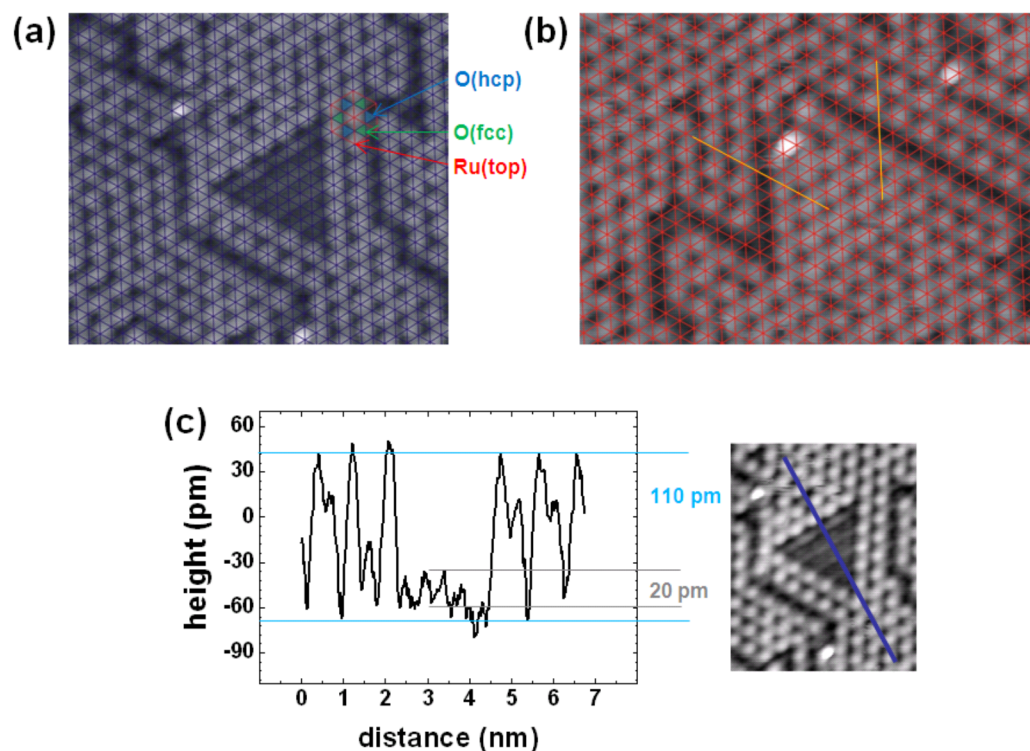 (a)
O(hcp)
O(fcc)
Ru(top)
(b)
(c)
height (pm)
60
30
0
-30
-60
-90
0 1 2 3 4 5 6 7
distance (nm)
110 pm
20 pm